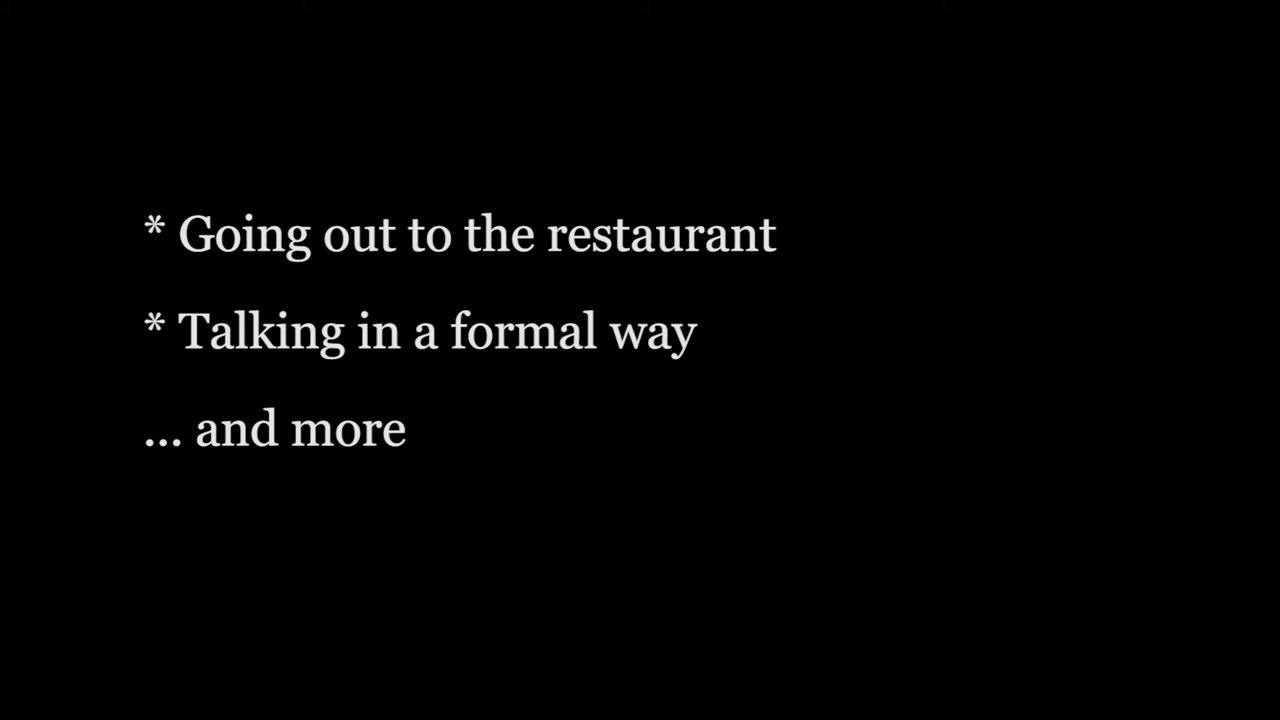 * Going out to the restaurant
* Talking in a formal way
... and more